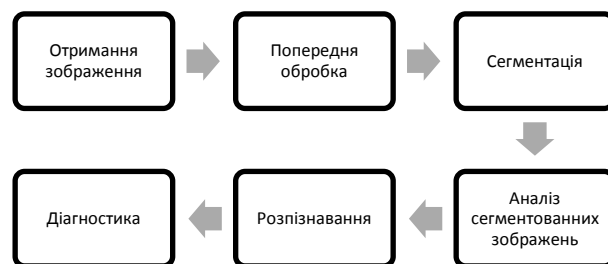 Отримання
зображення
Попередня
обробка
Сегментація
Аналіз
сегментованних
зображень
Розпізнавання
Діагностика